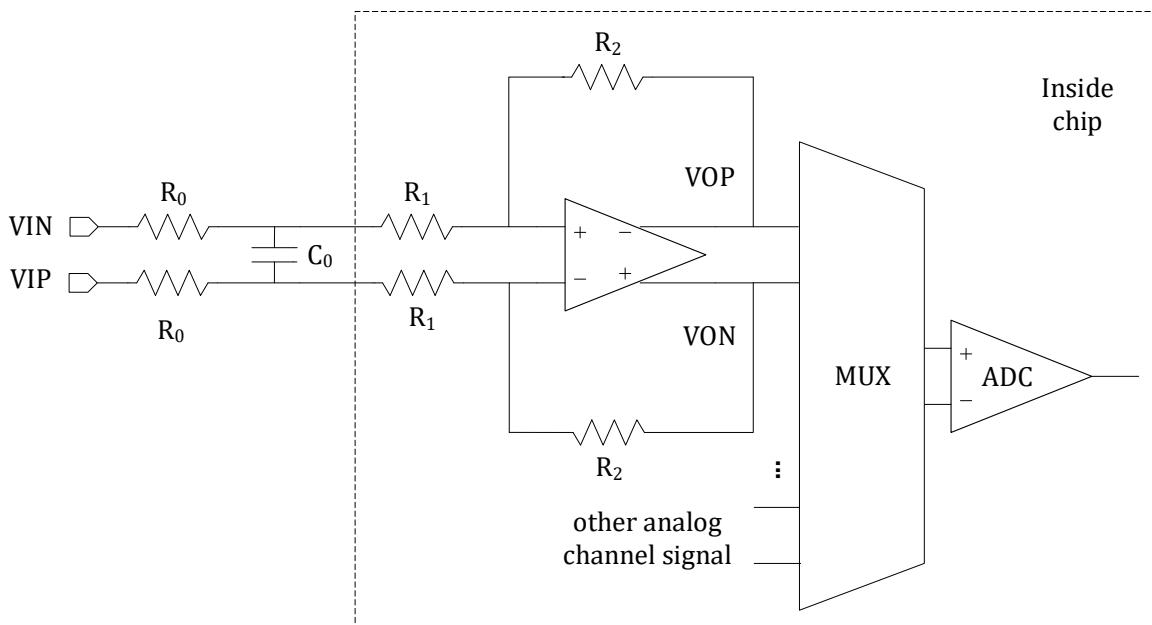 R₂
Inside
chip
VOP
R₀
R₁
VIN
+
−
C₀
VIP
−
+
R₀
R₁
VON
MUX
+
ADC
−
R₂
⋮
other analog
channel signal